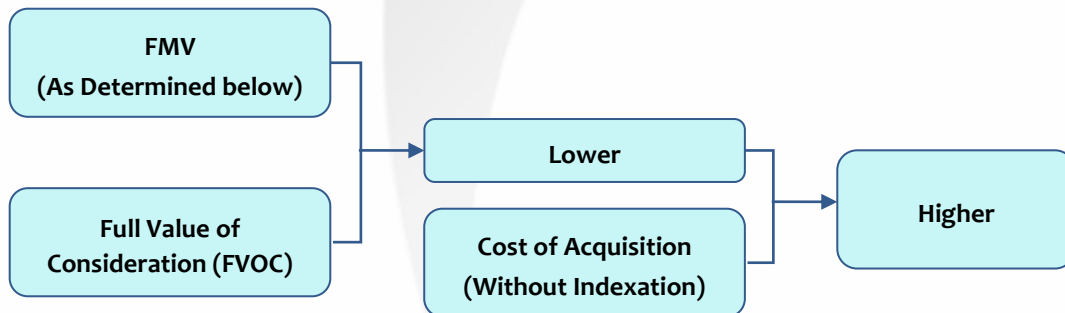 FMV
(As Determined below)
Full Value of
Consideration (FVOC)
Lower
Cost of Acquisition
(Without Indexation)
Higher